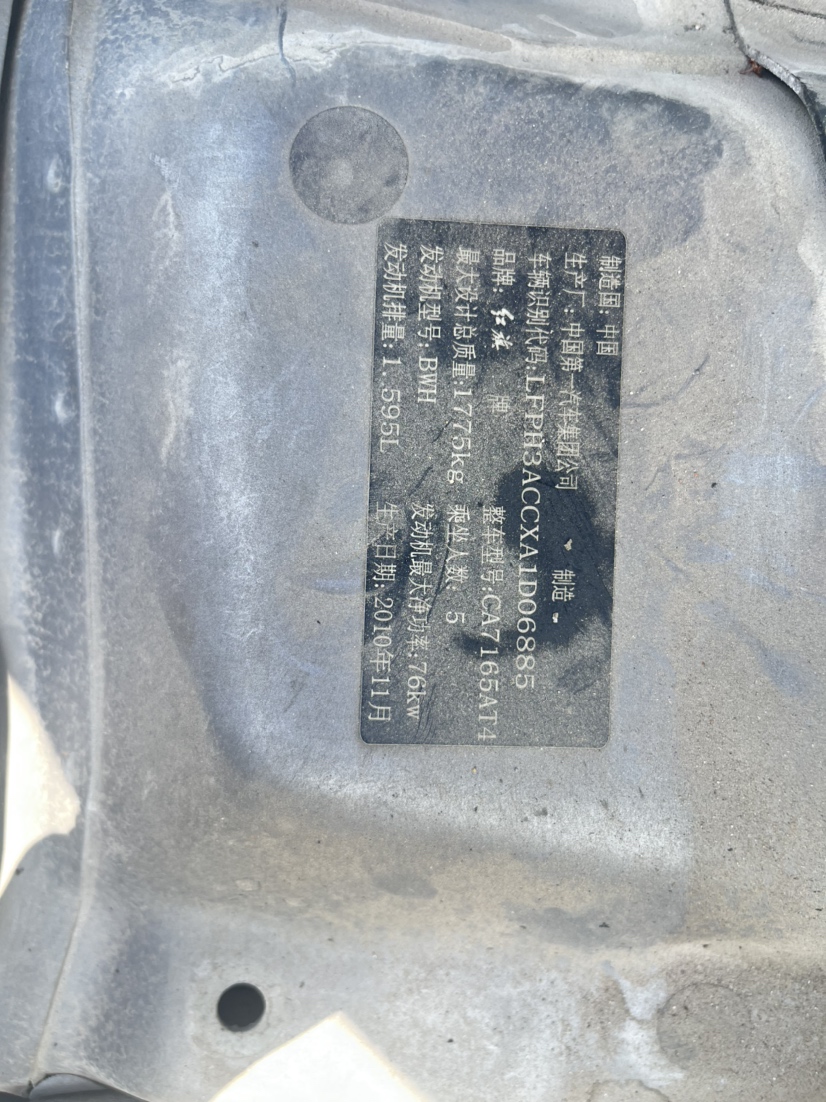 制造国:中国
生产厂:中国第一汽车集团公司 制造
车辆识别代码:LFPH3ACCXA1D06885
品牌:红旗 牌 整车型号:CA7165AT4
最大设计总质量:1775kg 乘坐人数:5
发动机型号:BWH 发动机最大净功率:76kw
发动机排量:1.595L 生产日期:2010年11月